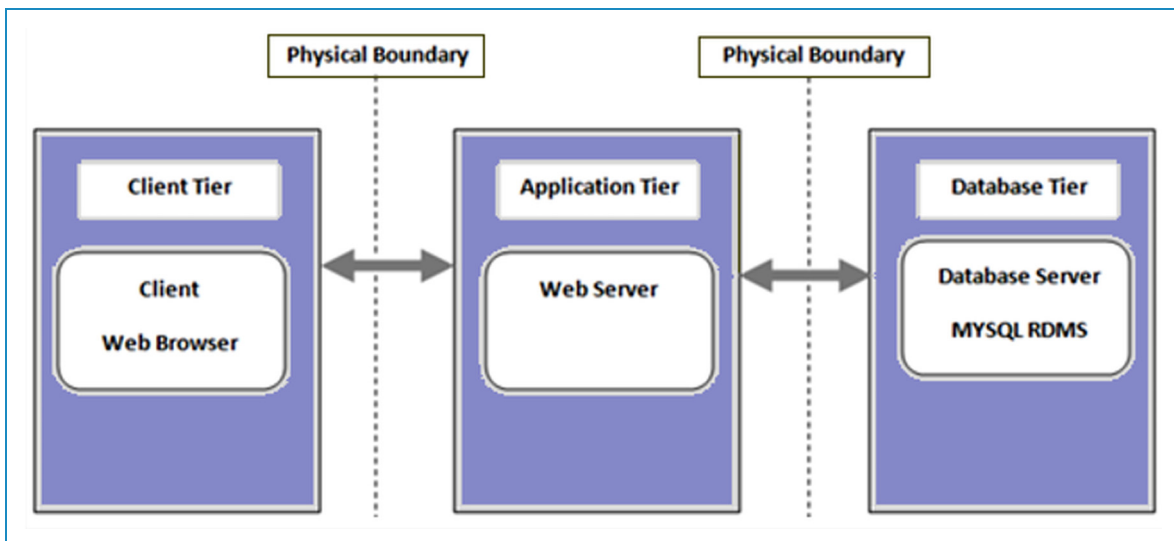 Physical Boundary
Physical Boundary
Client Tier
Application Tier
Database Tier
Client
Web Browser
Web Server
Database Server
MYSQL RDMS